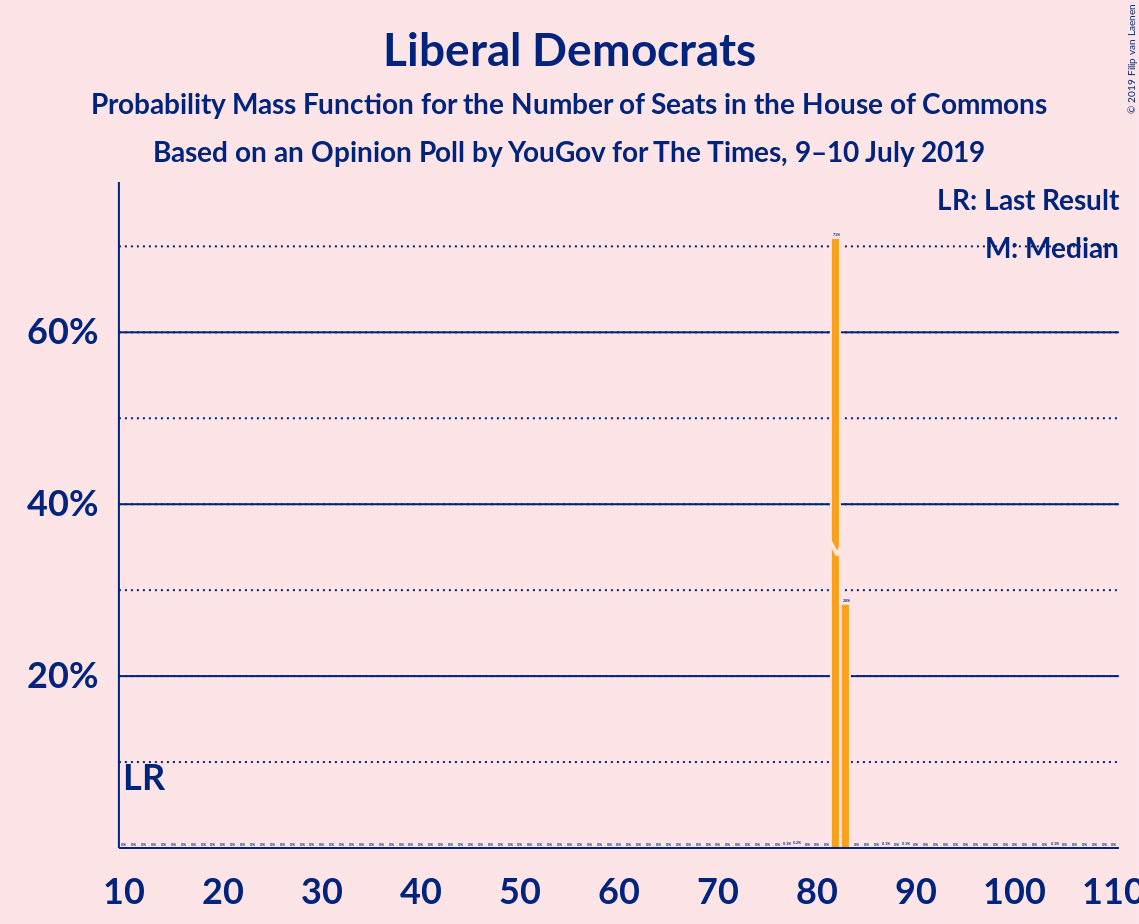 Liberal Democrats
Probability Mass Function for the Number of Seats in the House of Commons
Based on an Opinion Poll by YouGov for The Times, 9–10 July 2019
© 2019 Filip van Laenen
LR: Last Result
M: Median
60%
40%
20%
71%
28%
M
LR
10 20 30 40 50 60 70 80 90 100 110